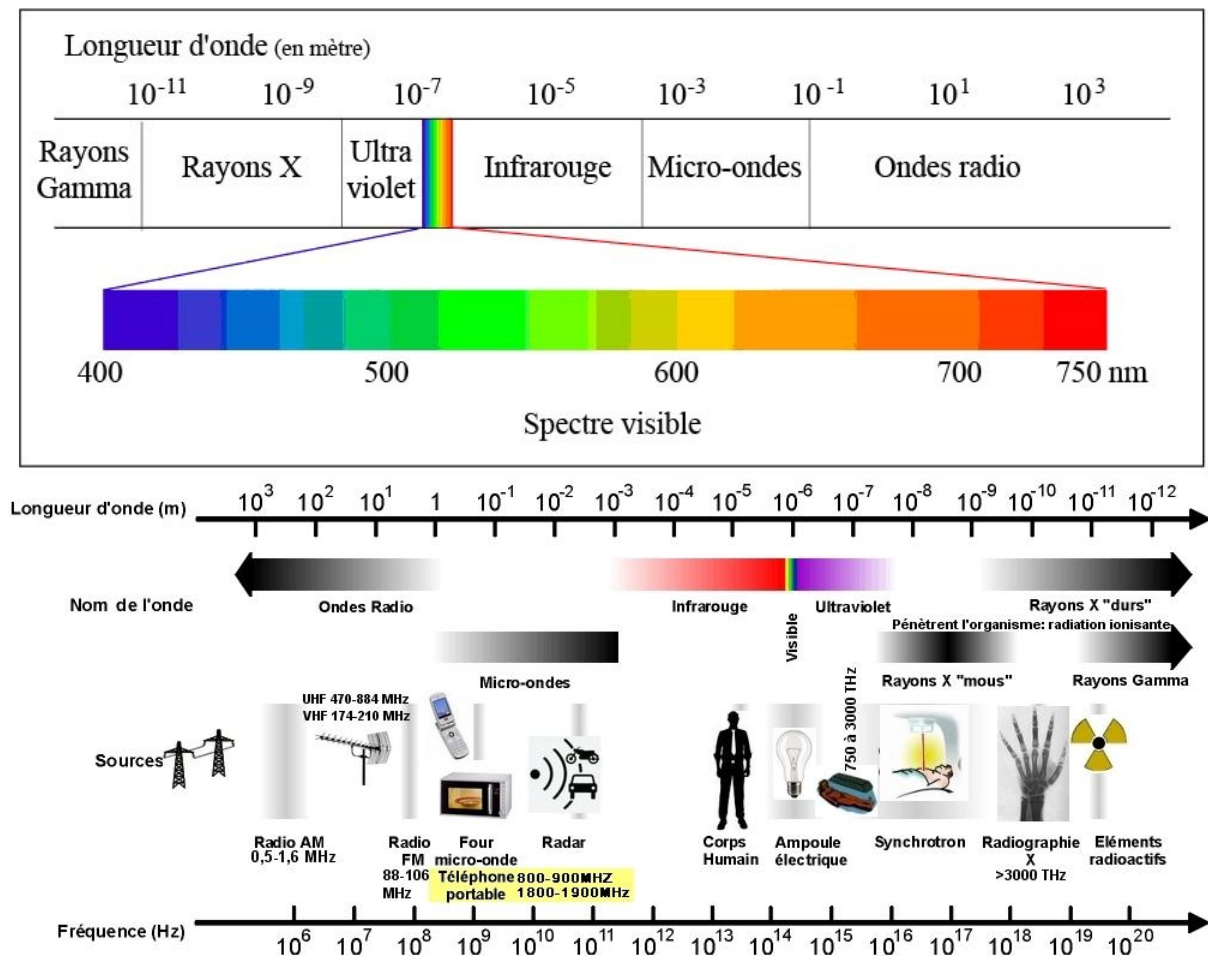 Longueur d'onde (en mètre)
10-11 10-9 10-7 10-5 10-3 10-1 101 103
Rayons Gamma Rayons X Ultra violet Infrarouge Micro-ondes Ondes radio
400 500 600 700 750 nm
Spectre visible
Longueur d'onde (m) 103 102 101 1 10-1 10-2 10-3 10-4 10-5 10-6 10-7 10-8 10-9 10-10 10-11 10-12
Nom de l'onde
Ondes Radio Infrarouge Visible Ultraviolet Rayons X "durs"
Pénètrent l'organisme: radiation ionisante
Micro-ondes Rayons X "mous" Rayons Gamma
UHF 470-884 MHz
VHF 174-210 MHz
750 à 3000 THz
Sources
Radio AM
0,5-1,6 MHz
Radio
FM
88-106
MHz
Four
micro-onde
Téléphone
portable
800-900MHZ
1800-1900MHz
Radar
Corps
Humain
Ampoule
électrique
Synchrotron
Radiographie
X
>3000 THz
Eléments
radioactifs
Fréquence (Hz) 106 107 108 109 1010 1011 1012 1013 1014 1015 1016 1017 1018 1019 1020